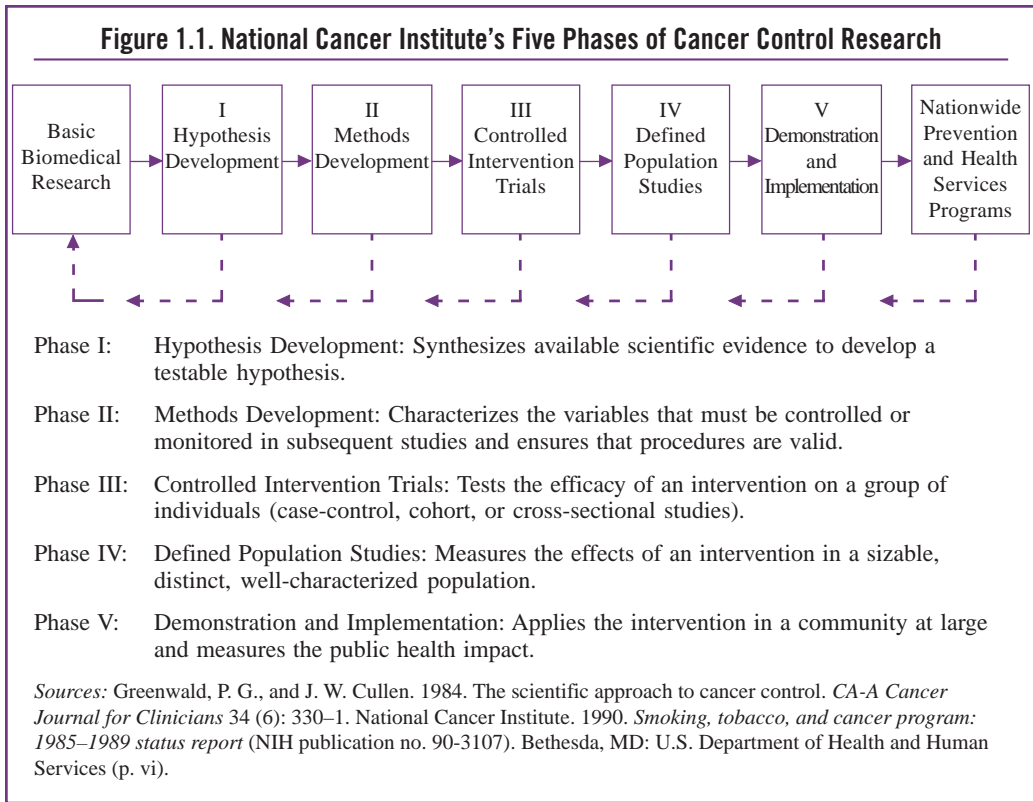 Figure 1.1. National Cancer Institute’s Five Phases of Cancer Control Research
Basic
Biomedical
Research
I
Hypothesis
Development
II
Methods
Development
III
Controlled
Intervention
Trials
IV
Defined
Population
Studies
V
Demonstration
and
Implementation
Nationwide
Prevention
and Health
Services
Programs
Phase I: Hypothesis Development: Synthesizes available scientific evidence to develop a
testable hypothesis.
Phase II: Methods Development: Characterizes the variables that must be controlled or
monitored in subsequent studies and ensures that procedures are valid.
Phase III: Controlled Intervention Trials: Tests the efficacy of an intervention on a group of
individuals (case-control, cohort, or cross-sectional studies).
Phase IV: Defined Population Studies: Measures the effects of an intervention in a sizable,
distinct, well-characterized population.
Phase V: Demonstration and Implementation: Applies the intervention in a community at large
and measures the public health impact.
Sources: Greenwald, P. G., and J. W. Cullen. 1984. The scientific approach to cancer control. CA-A Cancer
Journal for Clinicians 34 (6): 330–1. National Cancer Institute. 1990. Smoking, tobacco, and cancer program:
1985–1989 status report (NIH publication no. 90-3107). Bethesda, MD: U.S. Department of Health and Human
Services (p. vi).